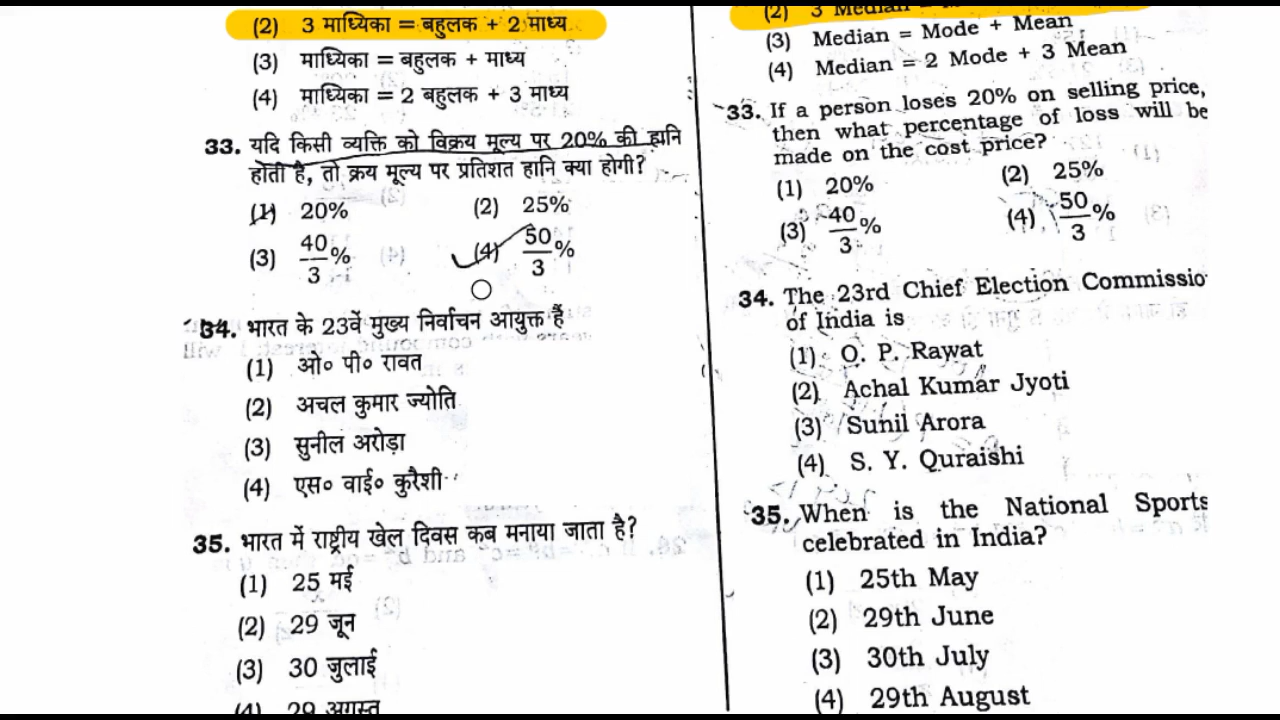 (2) 3 माध्यिका = बहुलक + 2 माध्य
(3) माध्यिका = बहुलक + माध्य
(4) माध्यिका = 2 बहुलक + 3 माध्य
33. यदि किसी व्यक्ति को विक्रय मूल्य पर 20% की हानि
होती है, तो क्रय मूल्य पर प्रतिशत हानि क्या होगी?
(1) 20%
(2) 25%
(3) 40/3 %
(4) 50/3 %
34. भारत के 23वें मुख्य निर्वाचन आयुक्त हैं
(1) ओ० पी० रावत
(2) अचल कुमार ज्योति
(3) सुनील अरोड़ा
(4) एस० वाई० कुरैशी
35. भारत में राष्ट्रीय खेल दिवस कब मनाया जाता है?
(1) 25 मई
(2) 29 जून
(3) 30 जुलाई
(4) 29 अगस्त
(2) 3 Median =
(3) Median = Mode + Mean
(4) Median = 2 Mode + 3 Mean
33. If a person loses 20% on selling price,
then what percentage of loss will be
made on the cost price?
(1) 20%
(2) 25%
(3) 40/3 %
(4) 50/3 %
34. The 23rd Chief Election Commissio
of India is
(1) O. P. Rawat
(2) Achal Kumar Jyoti
(3) Sunil Arora
(4) S. Y. Quraishi
35. When is the National Sports
celebrated in India?
(1) 25th May
(2) 29th June
(3) 30th July
(4) 29th August